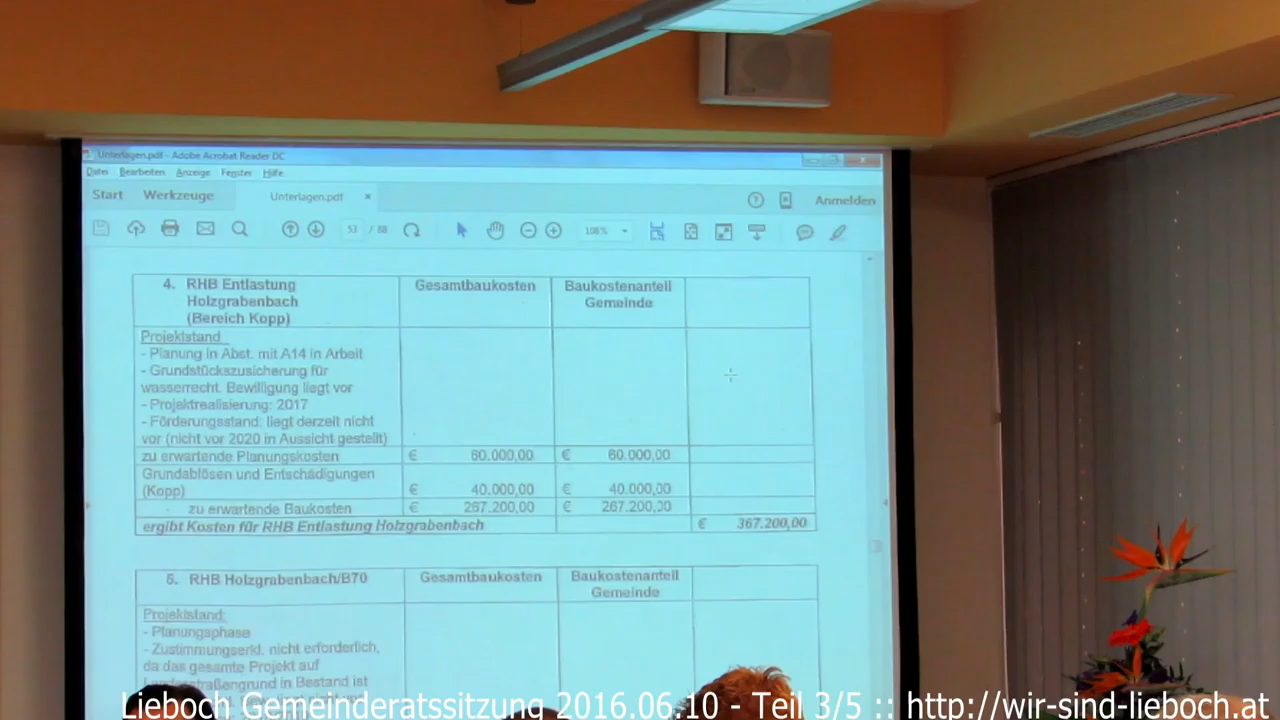 Unterlagen.pdf - Adobe Acrobat Reader DC
Datei Bearbeiten Anzeige Fenster Hilfe
Start Werkzeuge Unterlagen.pdf × Anmelden
53 / 88 106%
4. RHB Entlastung Holzgrabenbach (Bereich Kopp) Gesamtbaukosten Baukostenanteil Gemeinde
Projektstand
- Planung in Abst. mit A14 in Arbeit
- Grundstückszusicherung für
wasserrecht. Bewilligung liegt vor
- Projektrealisierung: 2017
- Förderungsstand: liegt derzeit nicht
vor (nicht vor 2020 in Aussicht gestellt)
zu erwartende Planungskosten € 60.000,00 € 60.000,00
Grundablösen und Entschädigungen
(Kopp) € 40.000,00 € 40.000,00
zu erwartende Baukosten € 267.200,00 € 267.200,00
ergibt Kosten für RHB Entlastung Holzgrabenbach € 367.200,00
5. RHB Holzgrabenbach/B70 Gesamtbaukosten Baukostenanteil Gemeinde
Projektstand:
- Planungsphase
- Zustimmungserkl. nicht erforderlich,
da das gesamte Projekt auf
Landesstraßengrund in Bestand ist
Lieboch Gemeinderatssitzung 2016.06.10 - Teil 3/5 :: http://wir-sind-lieboch.at